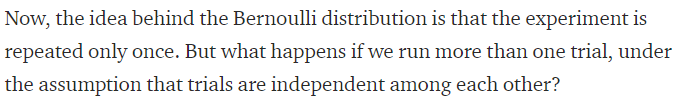 Now, the idea behind the Bernoulli distribution is that the experiment is
repeated only once. But what happens if we run more than one trial, under
the assumption that trials are independent among each other?